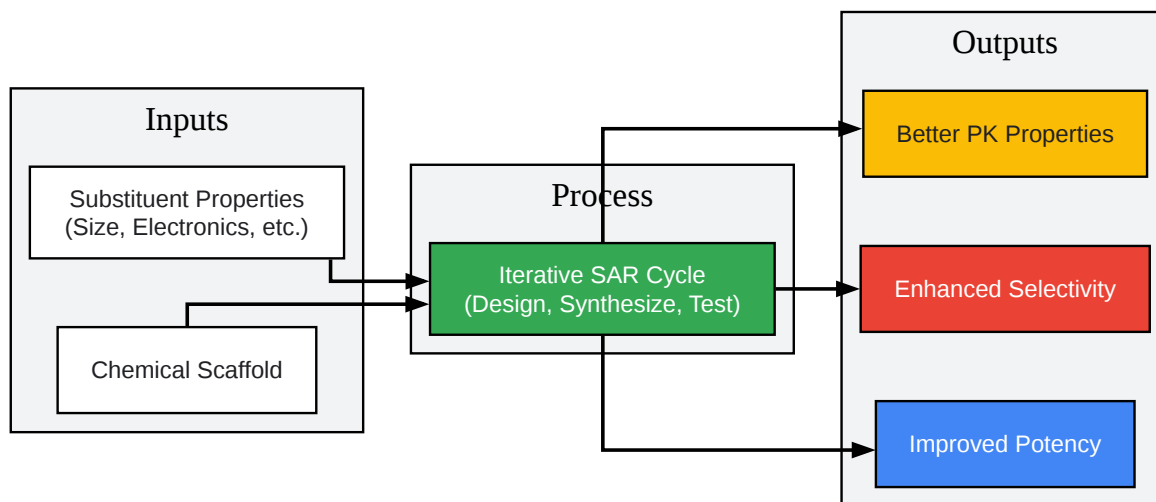 Inputs
Substituent Properties
(Size, Electronics, etc.)
Chemical Scaffold
Process
Iterative SAR Cycle
(Design, Synthesize, Test)
Outputs
Better PK Properties
Enhanced Selectivity
Improved Potency